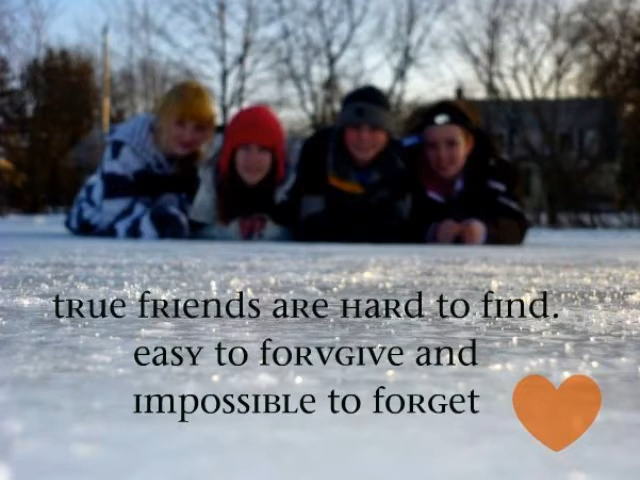 true friends are hard to find.
easy to forvgive and
impossible to forget